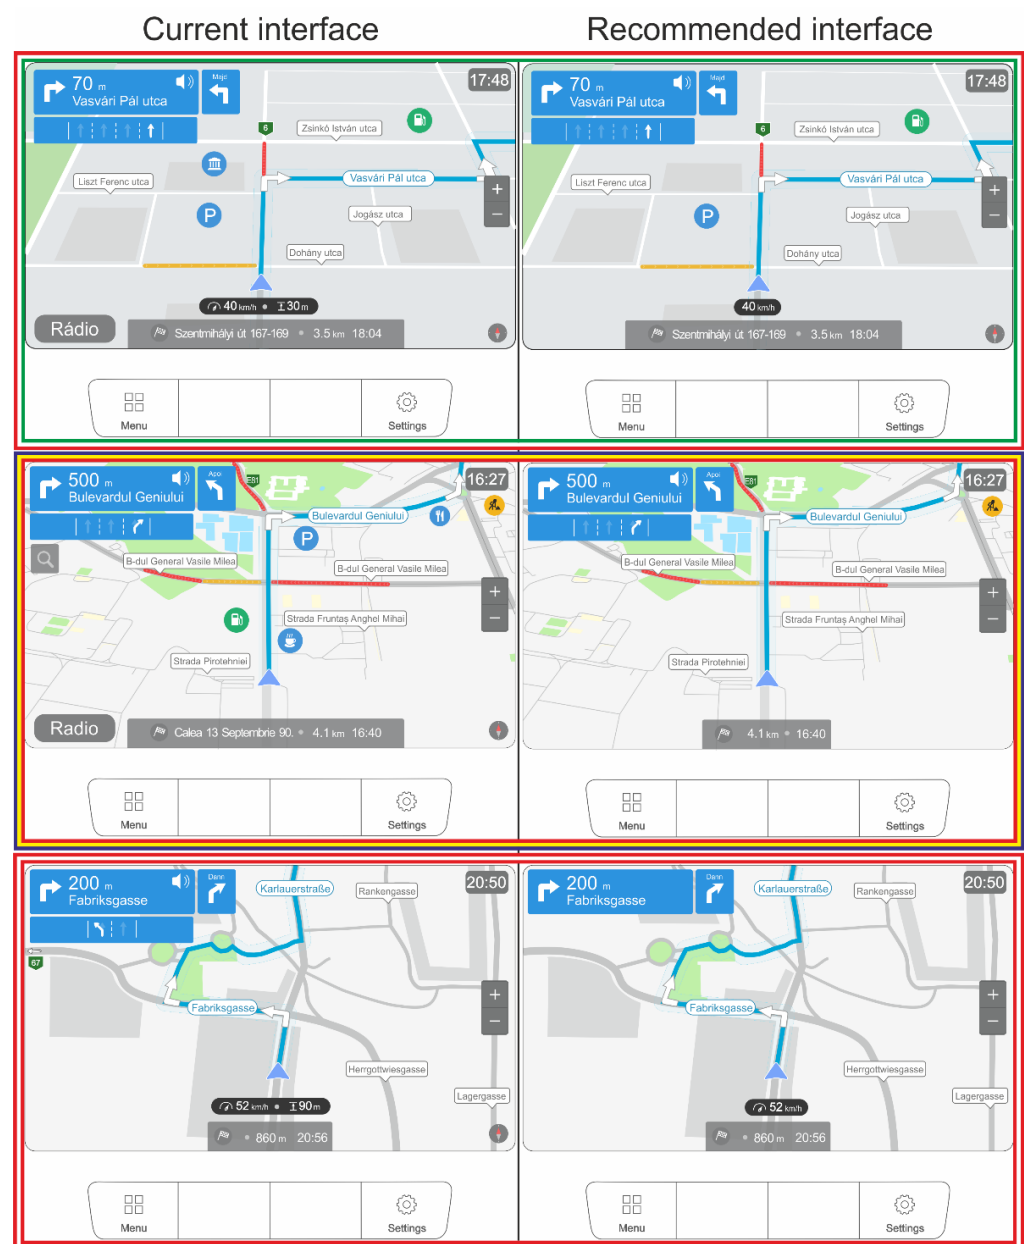 Current interface
Recommended interface
70 m
Vasvári Pál utca
Majd
17:48
6
Zsinkó István utca
Liszt Ferenc utca
Vasvári Pál utca
P
Jogász utca
Dohány utca
+
−
40 km/h • 30 m
Rádio
Szentmihályi út 167-169 • 3.5 km 18:04
Menu
Settings
70 m
Vasvári Pál utca
Majd
17:48
6
Zsinkó István utca
Liszt Ferenc utca
Vasvári Pál utca
P
Jogász utca
Dohány utca
+
−
40 km/h
Szentmihályi út 167-169 • 3.5 km 18:04
Menu
Settings
500 m
Bulevardul Geniului
Apoi
E81
16:27
Bulevardul Geniului
P
B-dul General Vasile Milea
B-dul General Vasile Milea
+
−
Strada Fruntaș Anghel Mihai
Strada Pirotehniei
Radio
Calea 13 Septembrie 90. • 4.1 km 16:40
Menu
Settings
500 m
Bulevardul Geniului
Apoi
E81
16:27
Bulevardul Geniului
B-dul General Vasile Milea
B-dul General Vasile Milea
+
−
Strada Fruntaș Anghel Mihai
Strada Pirotehniei
4.1 km • 16:40
Menu
Settings
200 m
Fabriksgasse
Dann
20:50
Karlauerstraße
Rankengasse
67
Fabriksgasse
+
−
Herrgottwiesgasse
Lagergasse
52 km/h • 90 m
• 860 m 20:56
Menu
Settings
200 m
Fabriksgasse
Dann
20:50
Karlauerstraße
Rankengasse
Fabriksgasse
+
−
Herrgottwiesgasse
Lagergasse
52 km/h
• 860 m 20:56
Menu
Settings